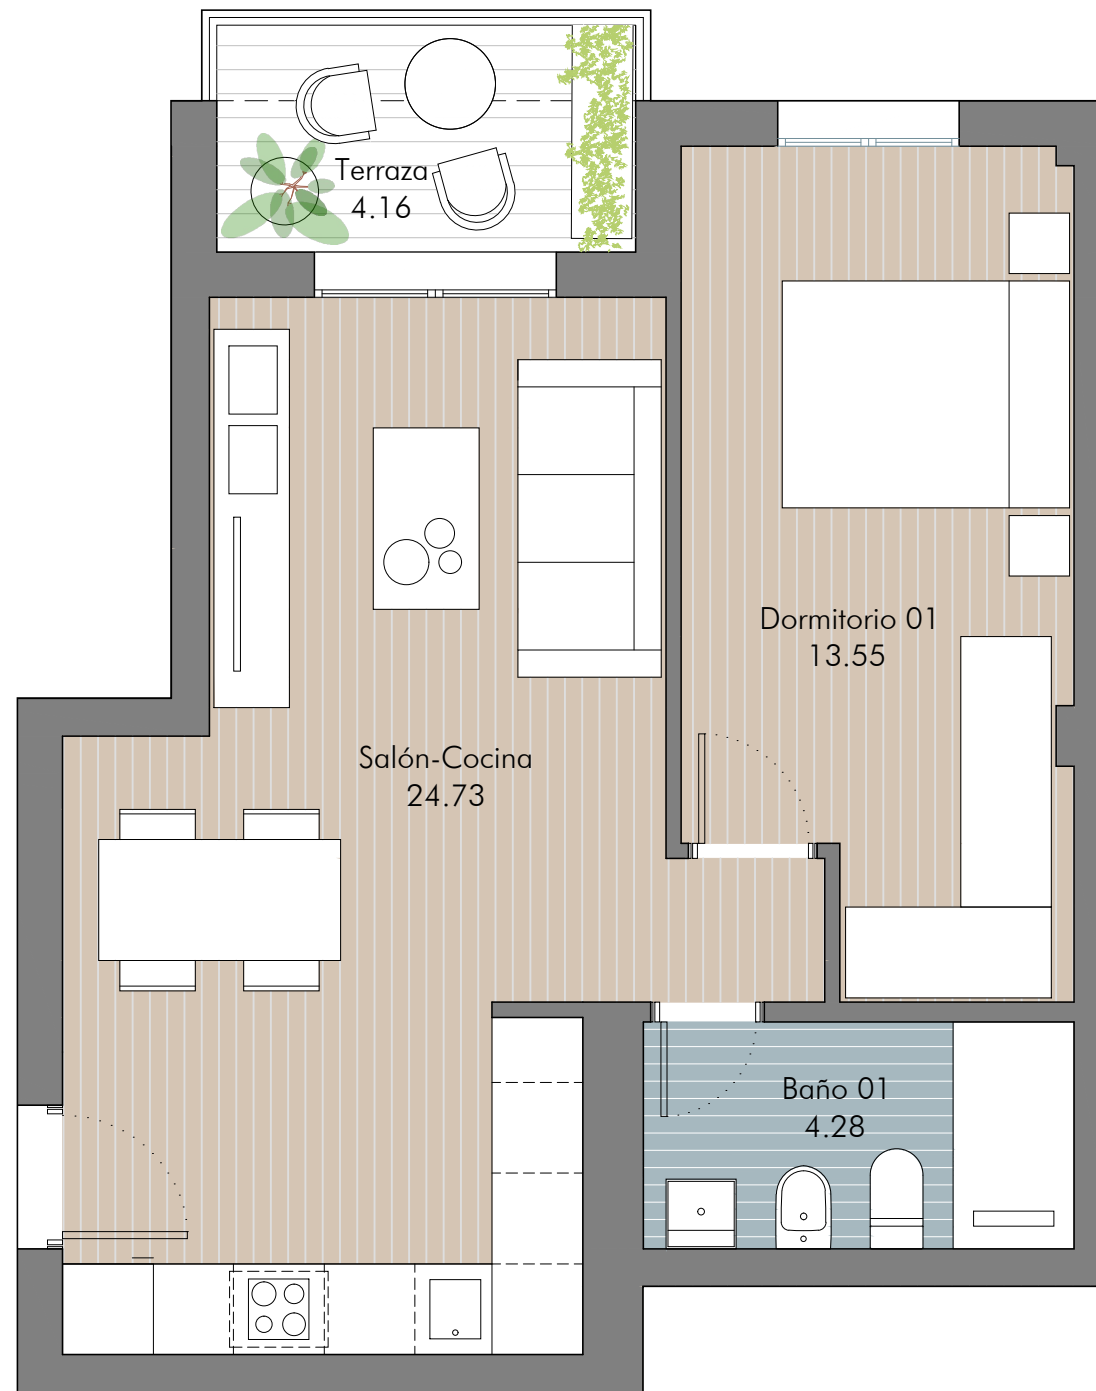 Terraza
4.16
Dormitorio 01
13.55
Salón-Cocina
24.73
Baño 01
4.28